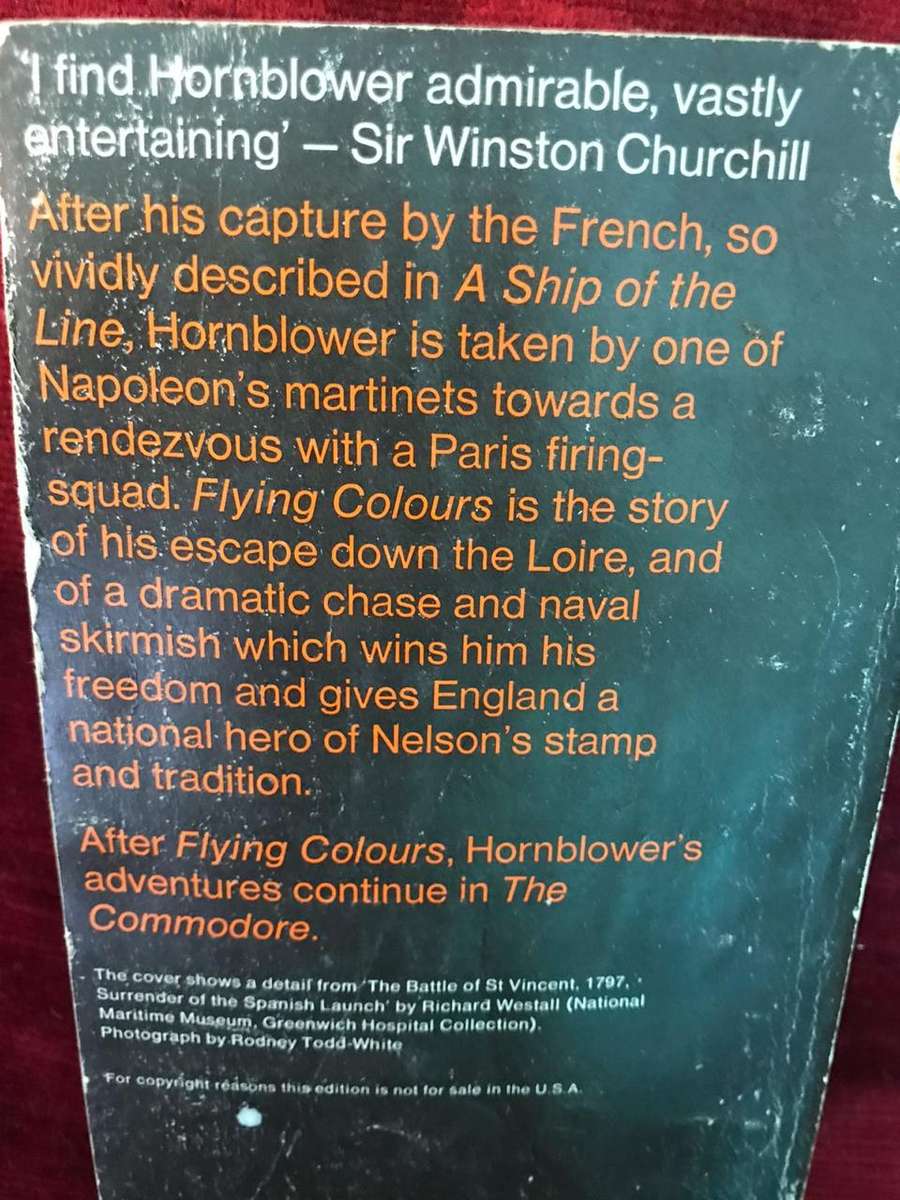 'I find Hornblower admirable, vastly
entertaining' – Sir Winston Churchill
After his capture by the French, so
vividly described in A Ship of the
Line, Hornblower is taken by one of
Napoleon's martinets towards a
rendezvous with a Paris firing-
squad. Flying Colours is the story
of his escape down the Loire, and
of a dramatic chase and naval
skirmish which wins him his
freedom and gives England a
national hero of Nelson's stamp
and tradition.
After Flying Colours, Hornblower's
adventures continue in The
Commodore.
The cover shows a detail from 'The Battle of St Vincent, 1797,
Surrender of the Spanish Launch' by Richard Westall (National
Maritime Museum, Greenwich Hospital Collection).
Photograph by Rodney Todd-White
For copyright reasons this edition is not for sale in the U.S.A.